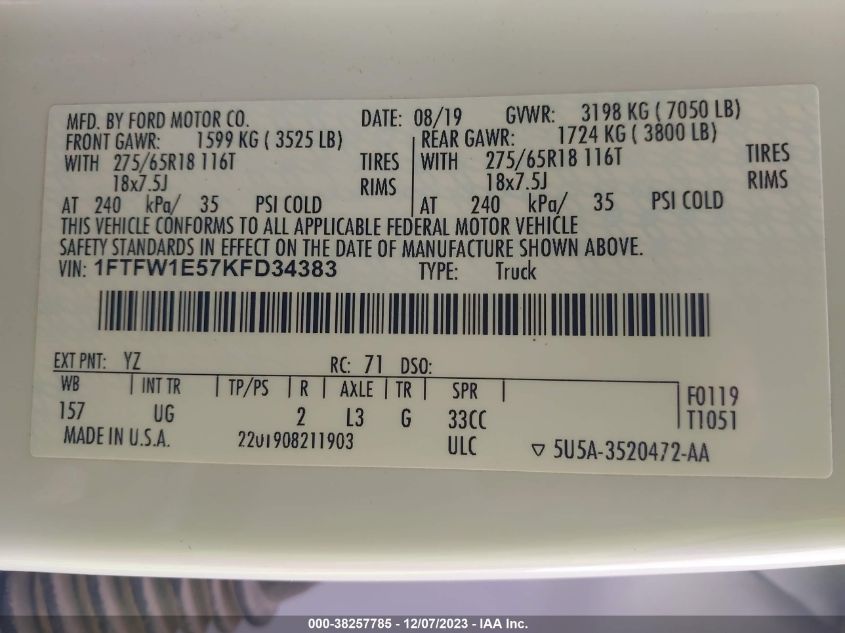 MFD. BY FORD MOTOR CO. DATE: 08/19 GVWR: 3198 KG ( 7050 LB)
FRONT GAWR: 1599 KG ( 3525 LB) REAR GAWR: 1724 KG ( 3800 LB)
WITH 275/65R18 116T TIRES WITH 275/65R18 116T TIRES
18x7.5J RIMS 18x7.5J RIMS
AT 240 kPa/ 35 PSI COLD AT 240 kPa/ 35 PSI COLD
THIS VEHICLE CONFORMS TO ALL APPLICABLE FEDERAL MOTOR VEHICLE
SAFETY STANDARDS IN EFFECT ON THE DATE OF MANUFACTURE SHOWN ABOVE.
VIN: 1FTFW1E57KFD34383 TYPE: Truck
EXT PNT: YZ RC: 71 DSO:
WB INT TR TP/PS R AXLE TR SPR F0119
157 UG 2 L3 G 33CC T1051
MADE IN U.S.A. 22U1908211903 ULC ▽ 5U5A-3520472-AA
000-38257785 - 12/07/2023 - IAA Inc.